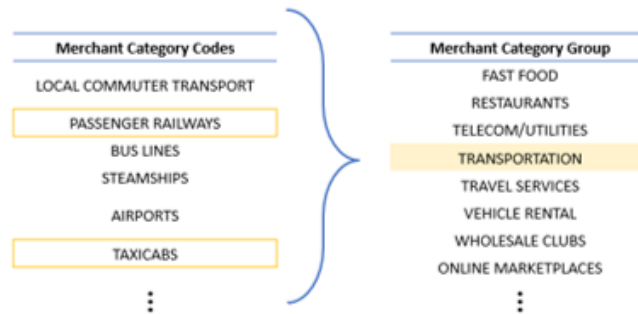 Merchant Category Codes
LOCAL COMMUTER TRANSPORT
PASSENGER RAILWAYS
BUS LINES
STEAMSHIPS
AIRPORTS
TAXICABS
Merchant Category Group
FAST FOOD
RESTAURANTS
TELECOM/UTILITIES
TRANSPORTATION
TRAVEL SERVICES
VEHICLE RENTAL
WHOLESALE CLUBS
ONLINE MARKETPLACES